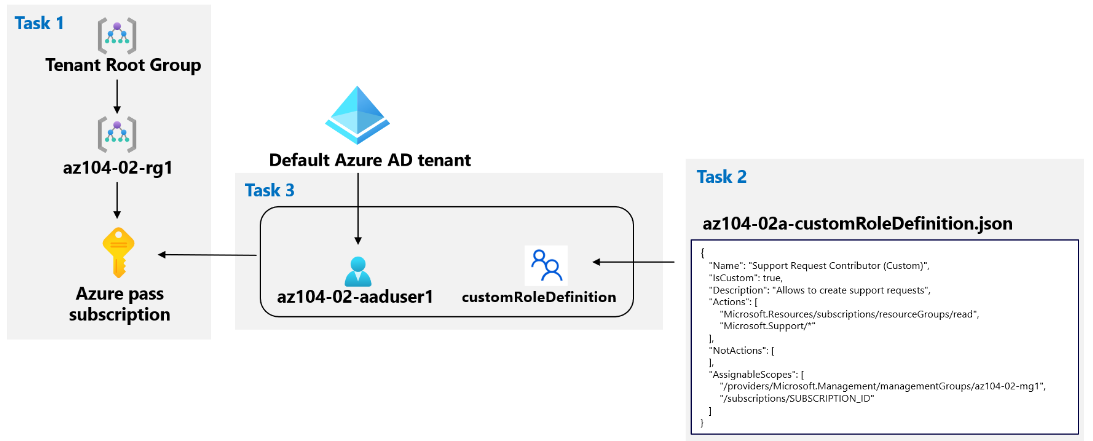 Task 1
Tenant Root Group
az104-02-rg1
Azure pass
subscription
Default Azure AD tenant
Task 3
az104-02-aaduser1
customRoleDefinition
Task 2
az104-02a-customRoleDefinition.json
{
"Name": "Support Request Contributor (Custom)",
"IsCustom": true,
"Description": "Allows to create support requests",
"Actions": [
"Microsoft.Resources/subscriptions/resourceGroups/read",
"Microsoft.Support/*"
],
"NotActions": [
],
"AssignableScopes": [
"/providers/Microsoft.Management/managementGroups/az104-02-mg1",
"/subscriptions/SUBSCRIPTION_ID"
]
}